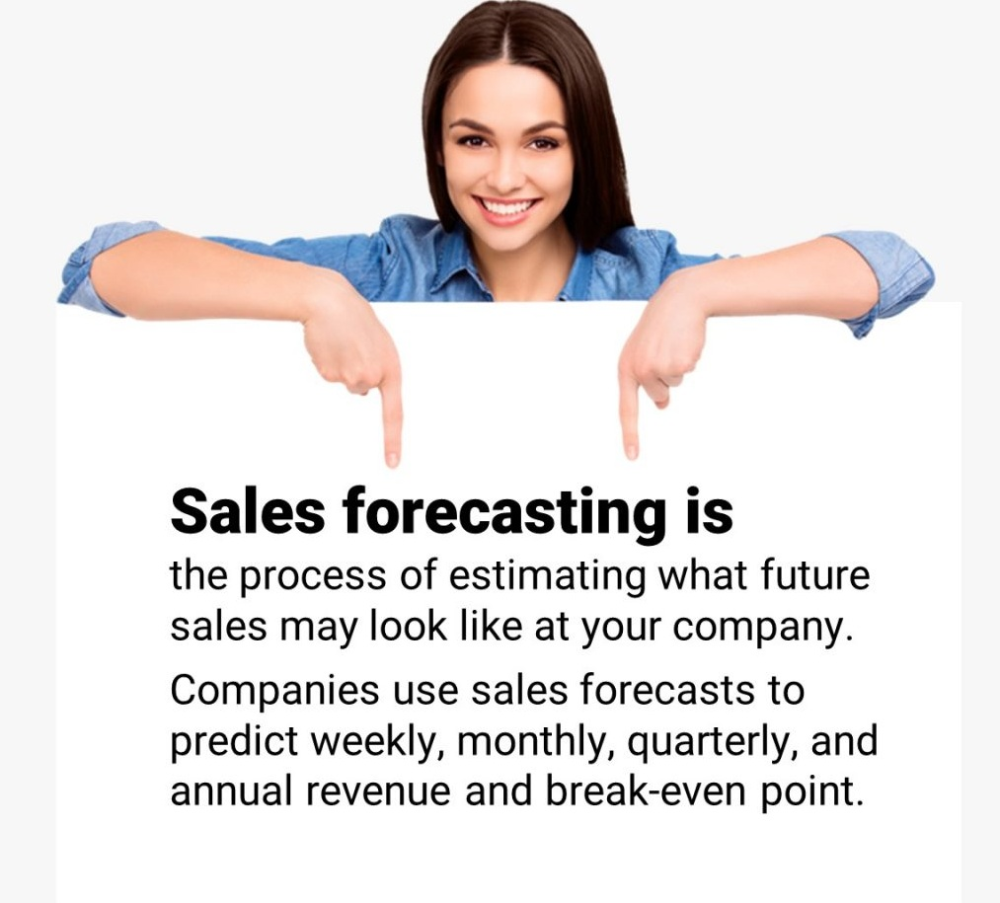 Sales forecasting is
the process of estimating what future
sales may look like at your company.
Companies use sales forecasts to
predict weekly, monthly, quarterly, and
annual revenue and break-even point.